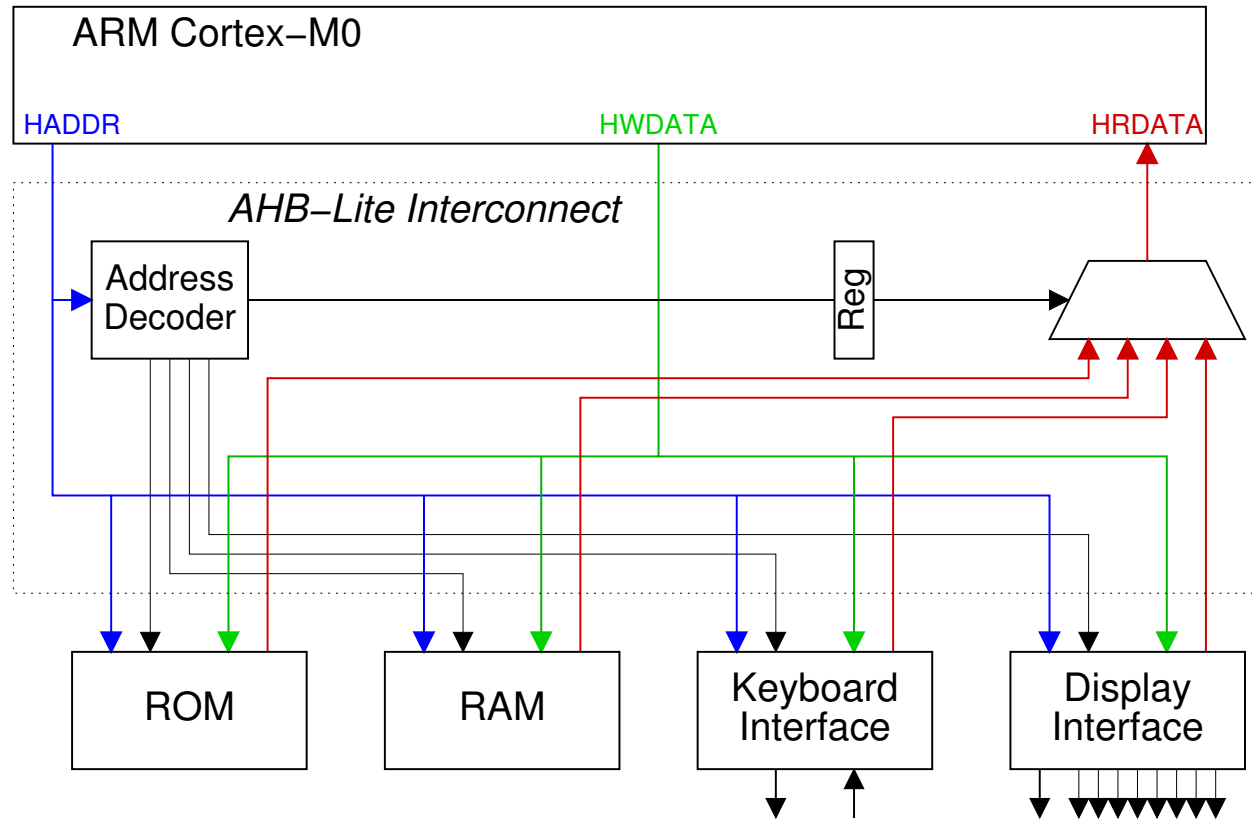 ARM Cortex−M0
HADDR
HWDATA
HRDATA
AHB−Lite Interconnect
Address
Decoder
Reg
ROM
RAM
Keyboard
Interface
Display
Interface